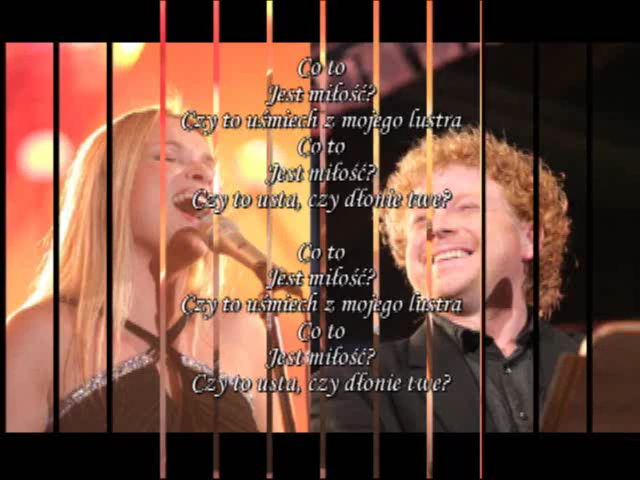 Co to
Jest miłość?
Czy to uśmiech z mojego lustra
Co to
Jest miłość?
Czy to usta, czy dłonie twe?
Co to
Jest miłość?
Czy to uśmiech z mojego lustra
Co to
Jest miłość?
Czy to usta, czy dłonie twe?